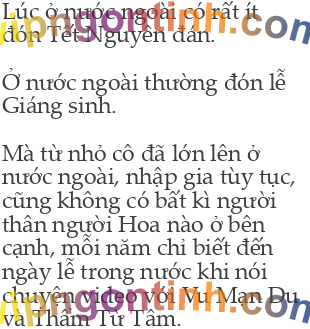 Lúc ở nước ngoài có rất ít
đón Tết Nguyên đán.
Ở nước ngoài thường đón lễ
Giáng sinh.
Mà từ nhỏ cô đã lớn lên ở
nước ngoài, nhập gia tùy tục,
cũng không có bất kì người
thân người Hoa nào ở bên
cạnh, mỗi năm chỉ biết đến
ngày lễ trong nước khi nói
chuyện video với Vu Man Du
và Thẩm Tư Tâm.